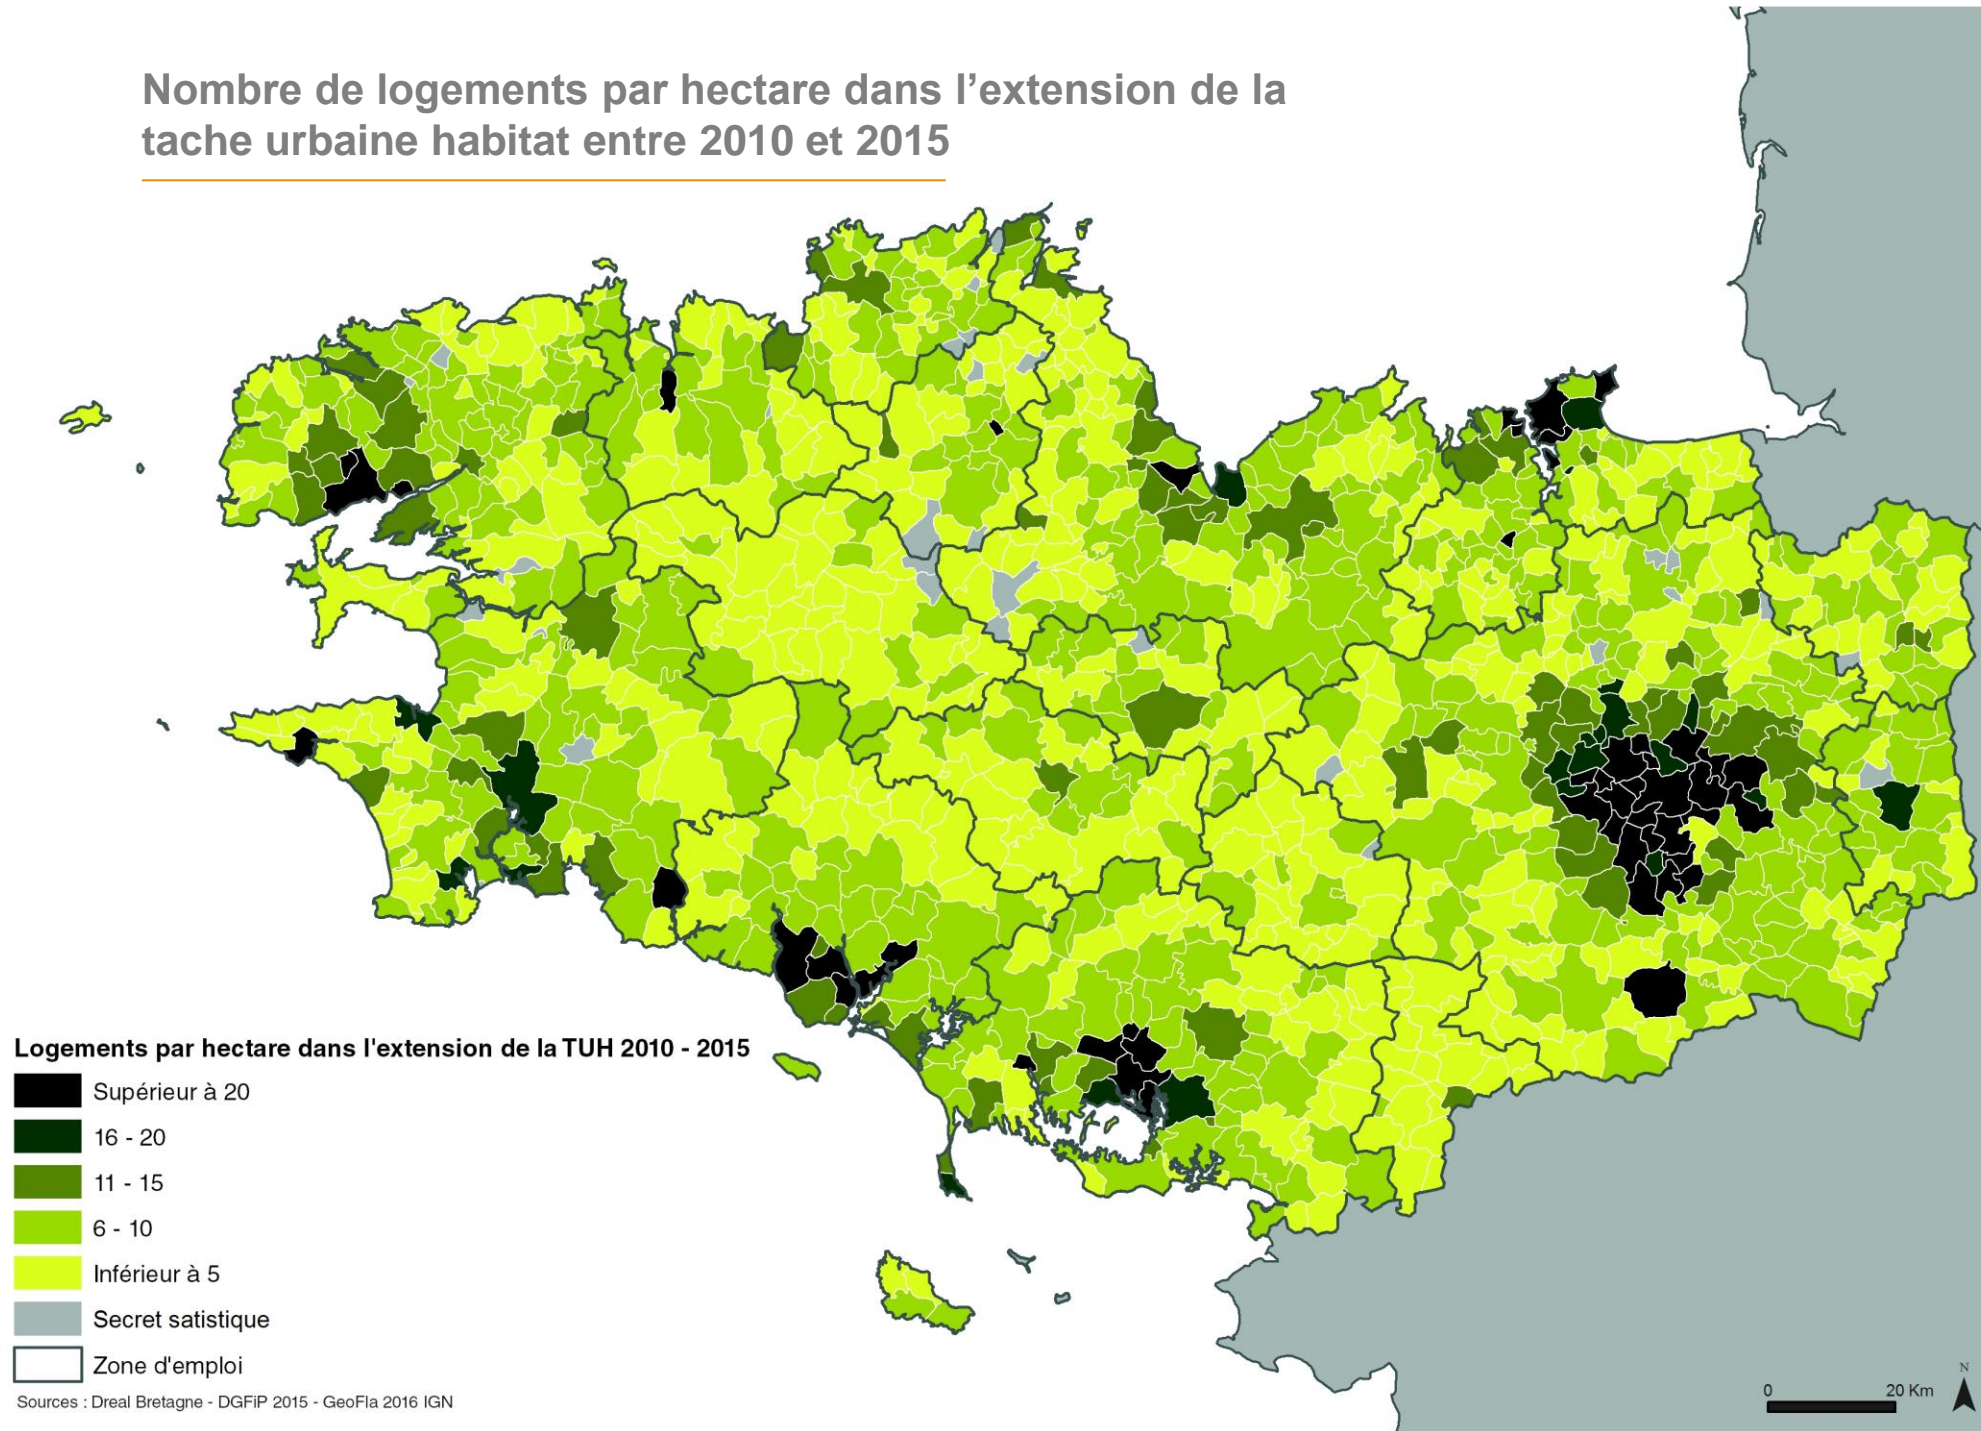 Nombre de logements par hectare dans l’extension de la
tache urbaine habitat entre 2010 et 2015
Logements par hectare dans l'extension de la TUH 2010 - 2015
Supérieur à 20
16 - 20
11 - 15
6 - 10
Inférieur à 5
Secret satistique
Zone d'emploi
Sources : Dreal Bretagne - DGFiP 2015 - GeoFla 2016 IGN
0 20 Km
N